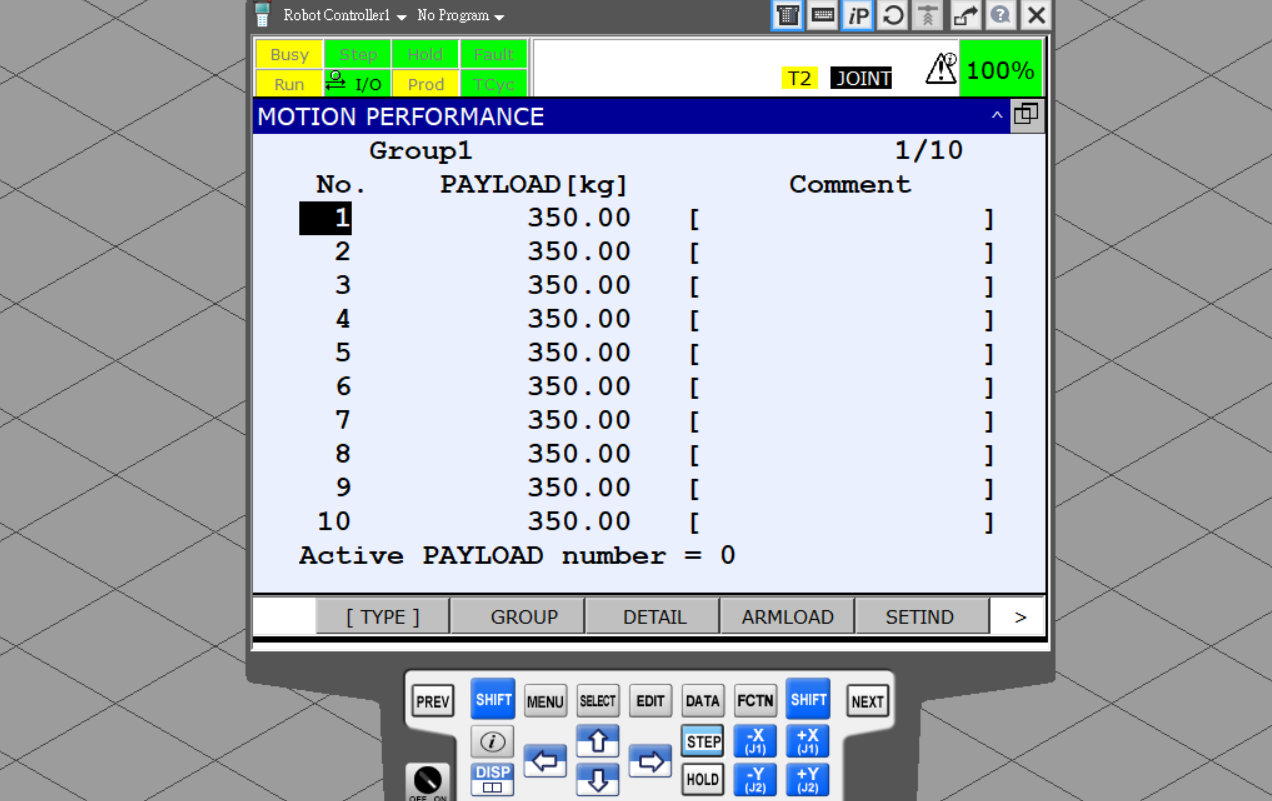 Robot Controller1 No Program
iP
Busy Step Hold Fault
Run I/O Prod TCyc
T2 JOINT 100%
MOTION PERFORMANCE
Group1 1/10
No. PAYLOAD[kg] Comment
1 350.00 [ ]
2 350.00 [ ]
3 350.00 [ ]
4 350.00 [ ]
5 350.00 [ ]
6 350.00 [ ]
7 350.00 [ ]
8 350.00 [ ]
9 350.00 [ ]
10 350.00 [ ]
Active PAYLOAD number = 0
[ TYPE ] GROUP DETAIL ARMLOAD SETIND >
PREV SHIFT MENU SELECT EDIT DATA FCTN SHIFT NEXT
i STEP -X (J1) +X (J1)
DISP HOLD -Y (J2) +Y (J2)
OFF ON